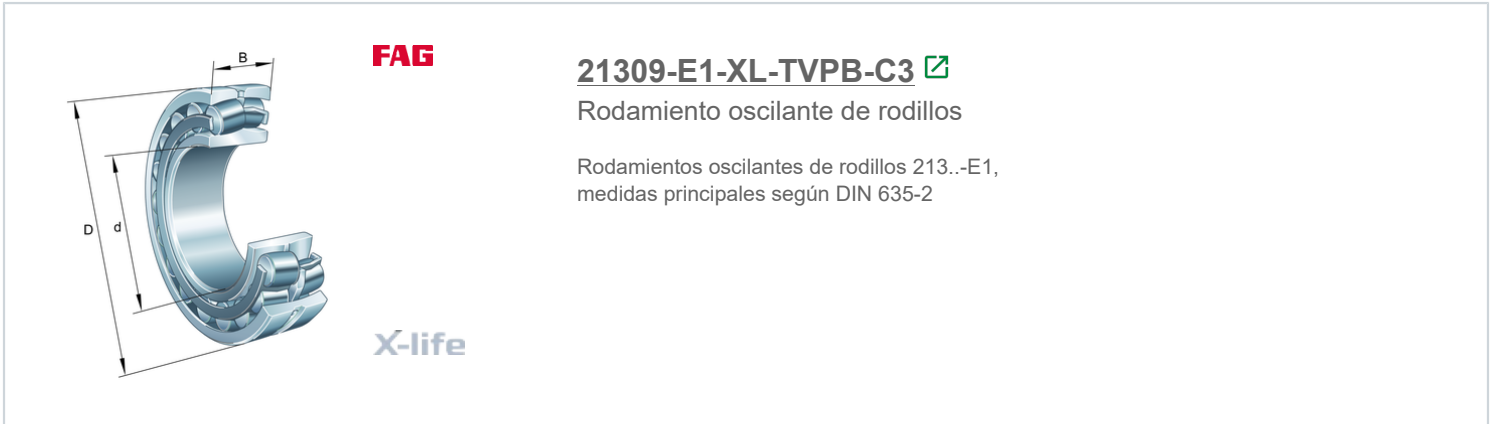 B
FAG
21309-E1-XL-TVPB-C3
Rodamiento oscilante de rodillos
Rodamientos oscilantes de rodillos 213..-E1,
medidas principales según DIN 635-2
D
d
X-life